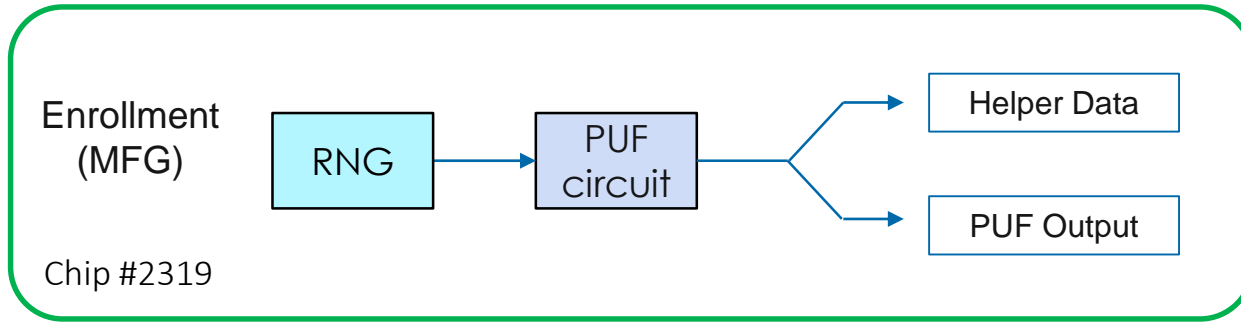 Enrollment
(MFG)
RNG
PUF
circuit
Helper Data
PUF Output
Chip #2319